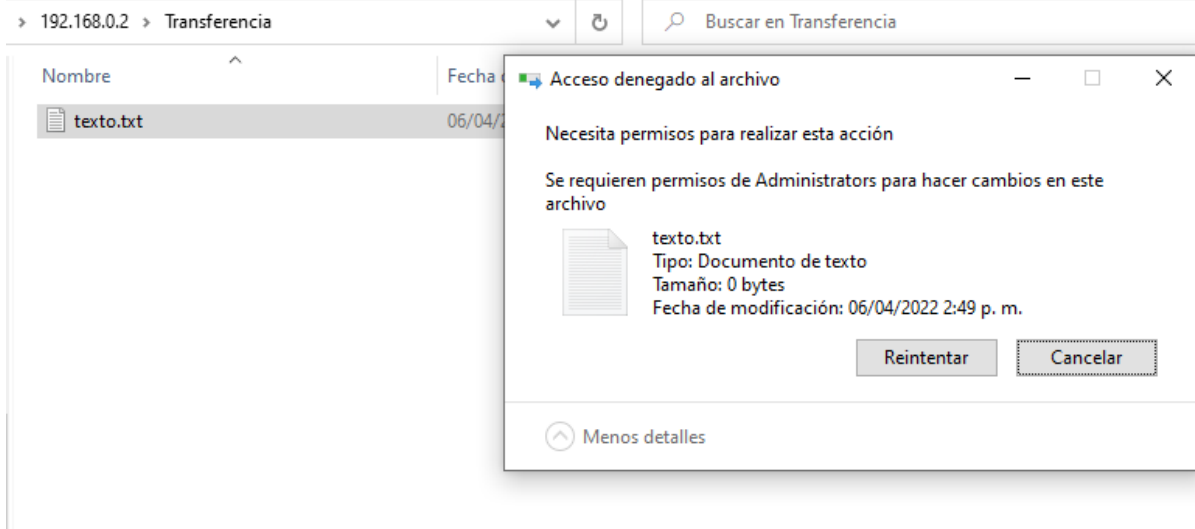 192.168.0.2 > Transferencia
Buscar en Transferencia
Nombre
Fecha
texto.txt
06/04/2
Acceso denegado al archivo
Necesita permisos para realizar esta acción
Se requieren permisos de Administrators para hacer cambios en este
archivo
texto.txt
Tipo: Documento de texto
Tamaño: 0 bytes
Fecha de modificación: 06/04/2022 2:49 p. m.
Reintentar
Cancelar
Menos detalles